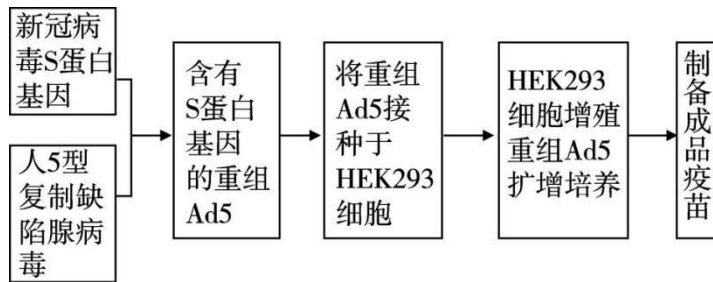 新冠病
毒S蛋白
基因
人5型
复制缺
陷腺病
毒
含有
S蛋白
基因
的重组
Ad5
将重组
Ad5接
种于
HEK293
细胞
HEK293
细胞增殖
重组Ad5
扩增培养
制备成品疫苗